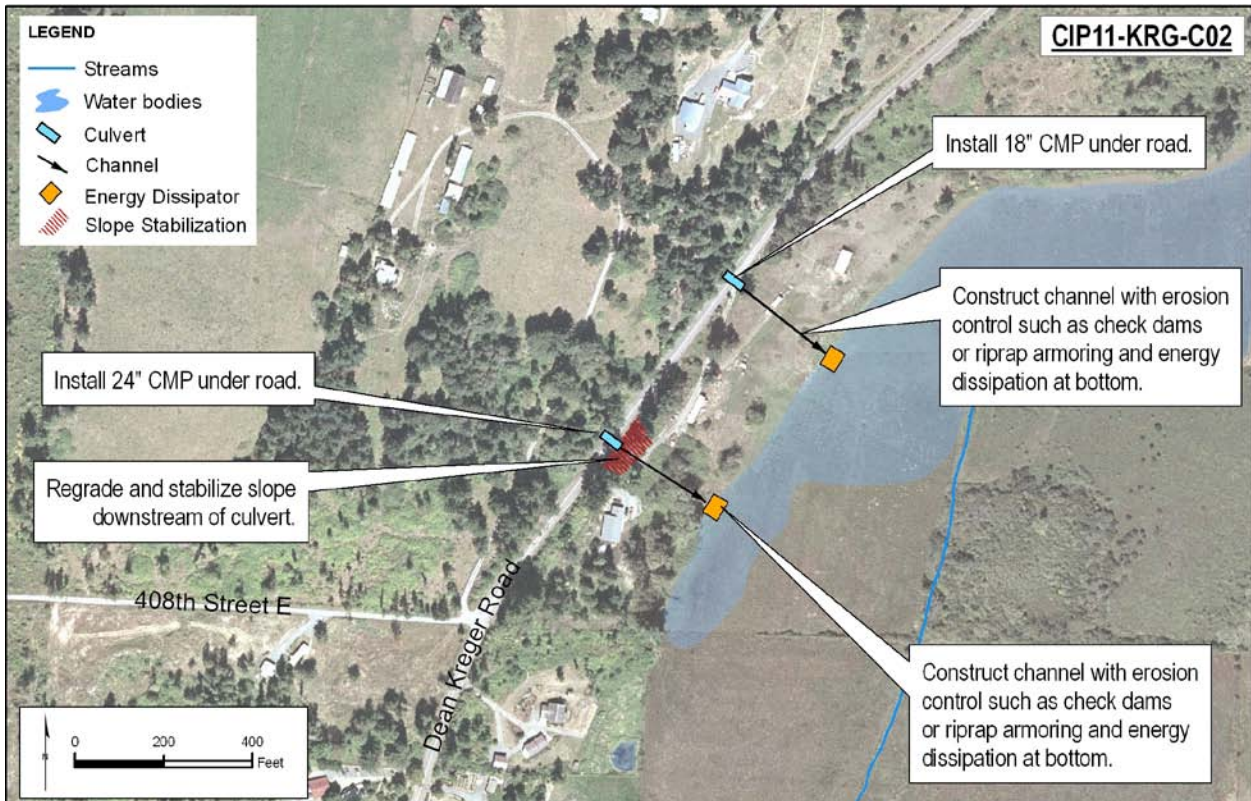 CIP11-KRG-C02
LEGEND
Streams
Water bodies
Culvert
Channel
Energy Dissipator
Slope Stabilization
Install 18" CMP under road.
Construct channel with erosion
control such as check dams
or riprap armoring and energy
dissipation at bottom.
Install 24" CMP under road.
Regrade and stabilize slope
downstream of culvert.
408th Street E
Dean Kreger Road
Construct channel with erosion
control such as check dams
or riprap armoring and energy
dissipation at bottom.
N
0 200 400
Feet